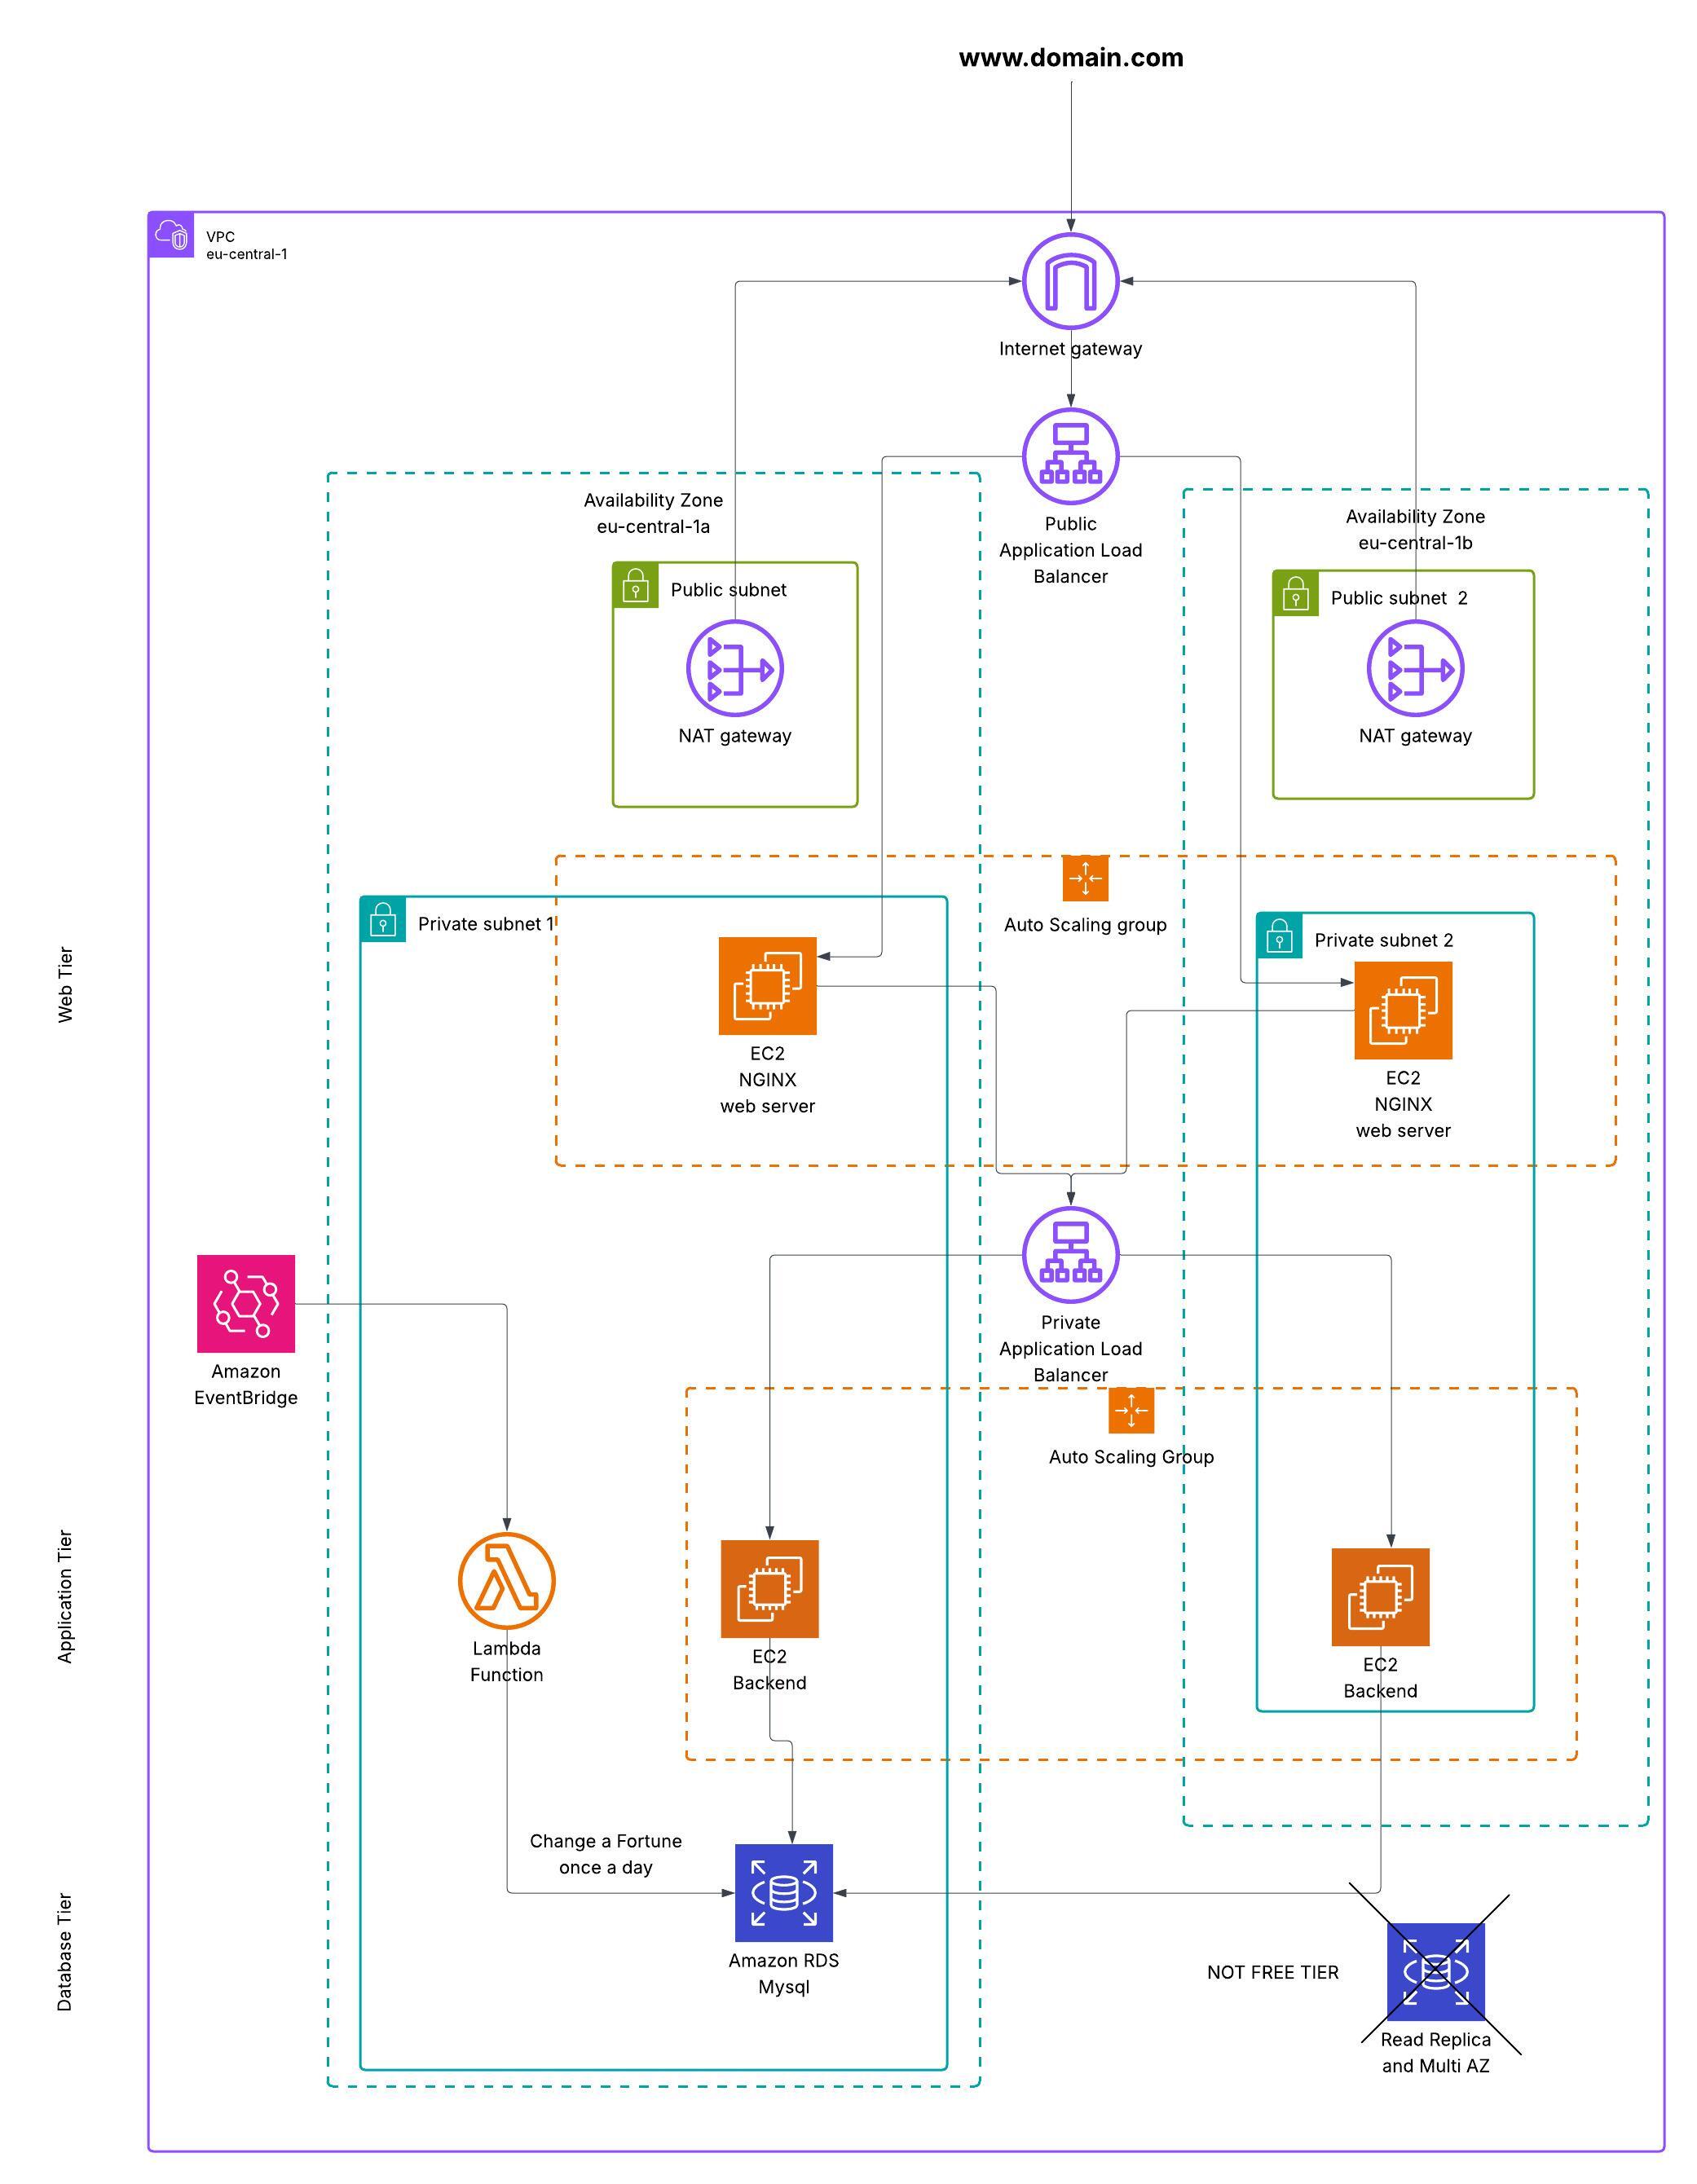 www.domain.com
VPC
eu-central-1
Internet gateway
Public
Application Load
Balancer
Availability Zone
eu-central-1a
Availability Zone
eu-central-1b
Public subnet
NAT gateway
Public subnet 2
NAT gateway
Web Tier
Auto Scaling group
Private subnet 1
EC2
NGINX
web server
Private subnet 2
EC2
NGINX
web server
Private
Application Load
Balancer
Amazon
EventBridge
Auto Scaling Group
Application Tier
Lambda
Function
EC2
Backend
EC2
Backend
Database Tier
Change a Fortune
once a day
Amazon RDS
Mysql
NOT FREE TIER
Read Replica
and Multi AZ